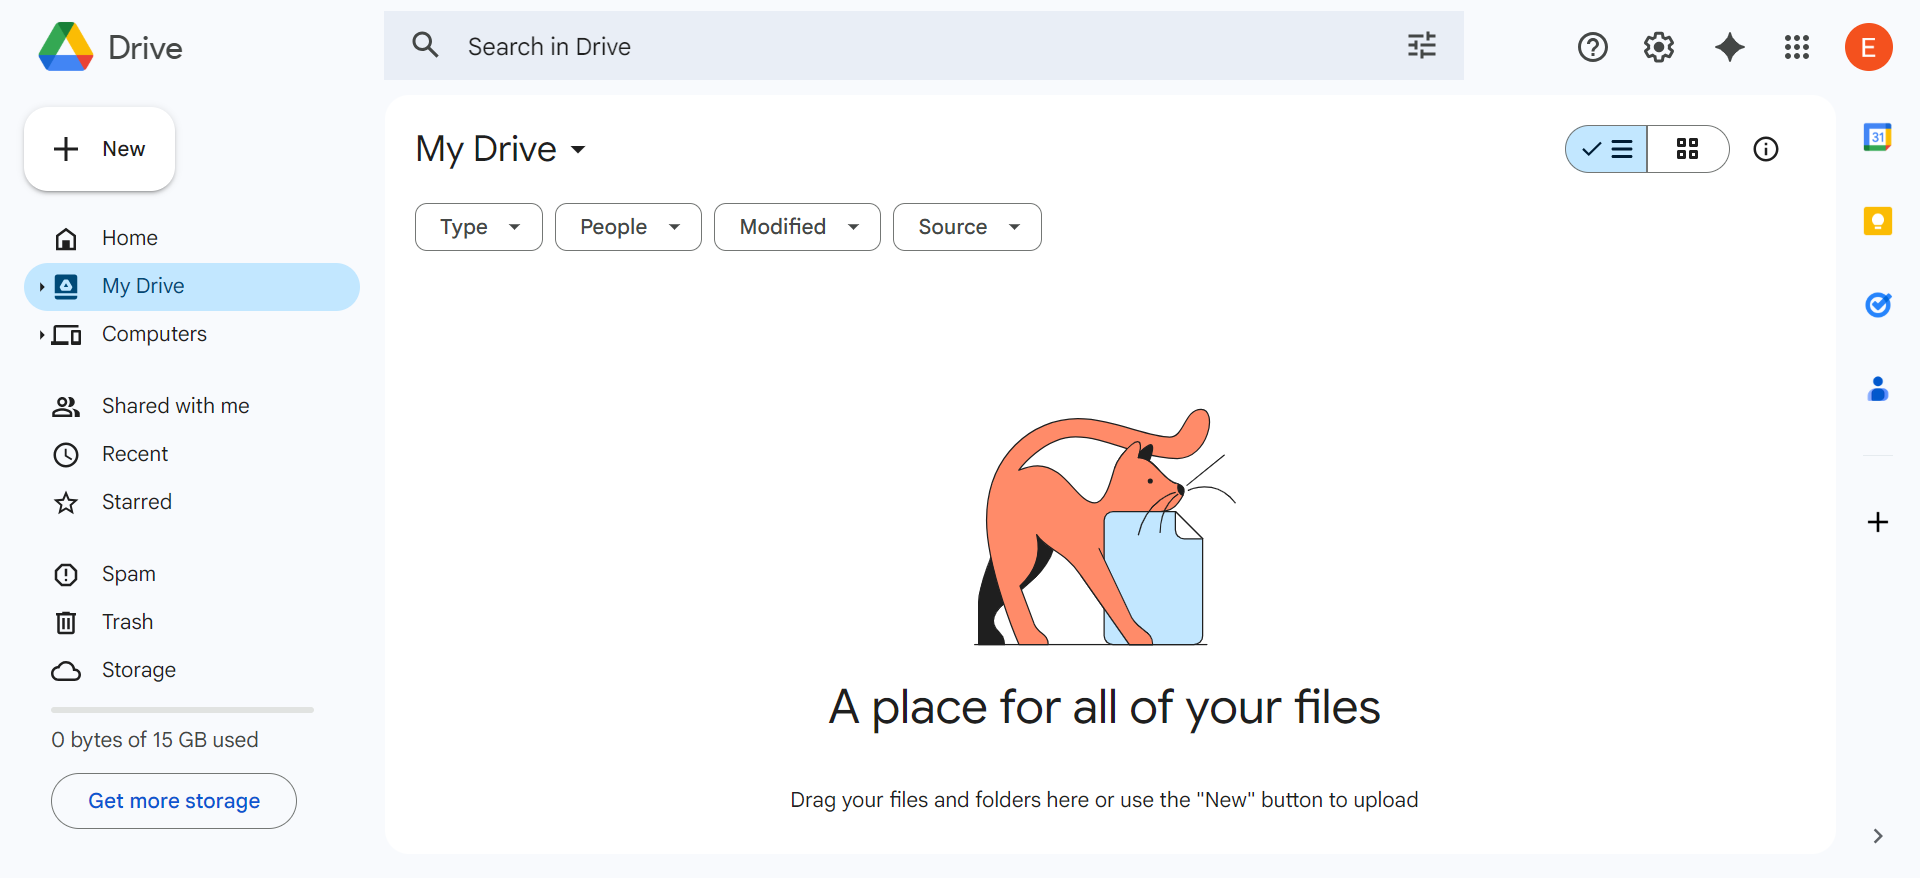 Drive
Search in Drive
E
New
Home
My Drive
Computers
Shared with me
Recent
Starred
Spam
Trash
Storage
0 bytes of 15 GB used
Get more storage
My Drive
Type
People
Modified
Source
A place for all of your files
Drag your files and folders here or use the "New" button to upload
31